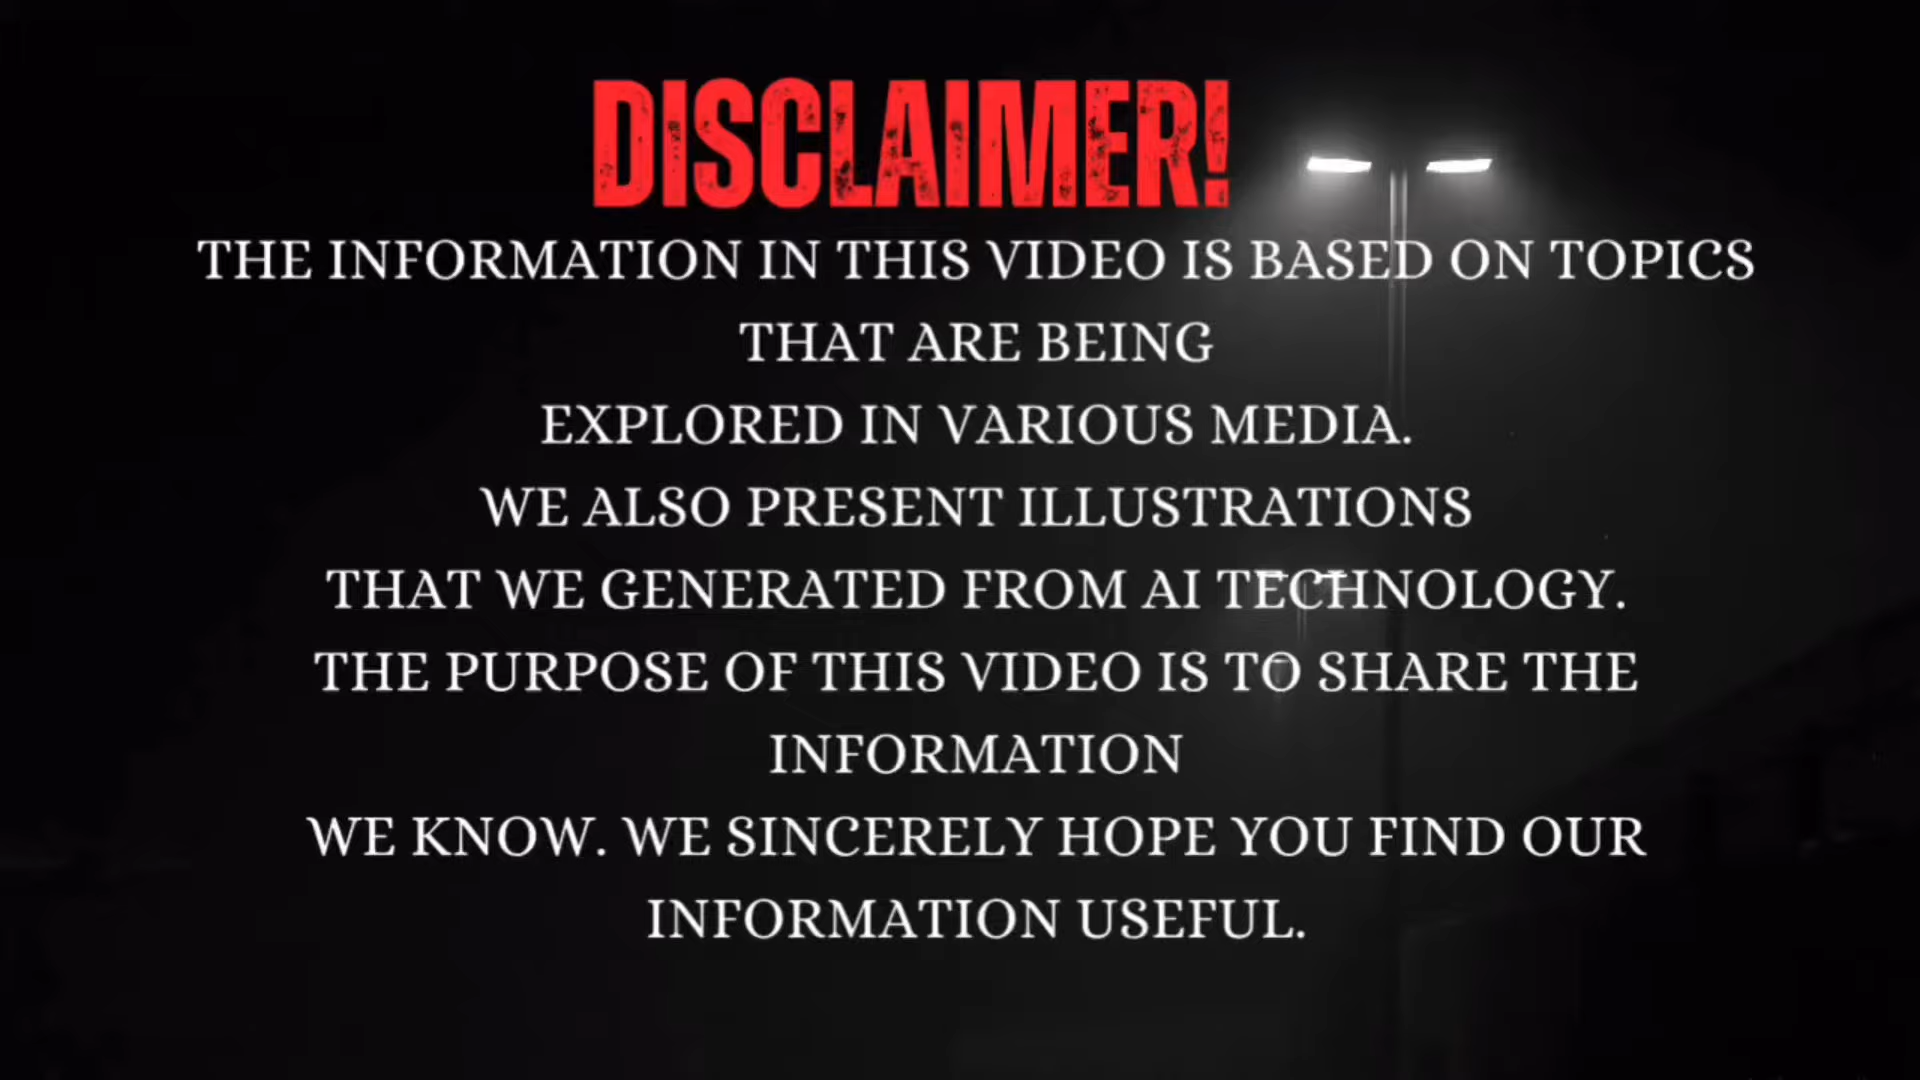 DISCLAIMER!
THE INFORMATION IN THIS VIDEO IS BASED ON TOPICS
THAT ARE BEING
EXPLORED IN VARIOUS MEDIA.
WE ALSO PRESENT ILLUSTRATIONS
THAT WE GENERATED FROM AI TECHNOLOGY.
THE PURPOSE OF THIS VIDEO IS TO SHARE THE
INFORMATION
WE KNOW. WE SINCERELY HOPE YOU FIND OUR
INFORMATION USEFUL.